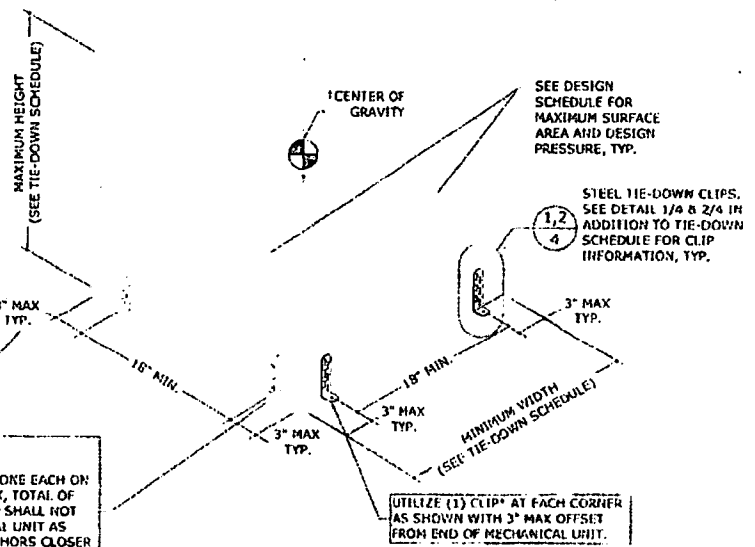 MAXIMUM HEIGHT
(SEE TIE-DOWN SCHEDULE)
‡CENTER OF
GRAVITY
SEE DESIGN
SCHEDULE FOR
MAXIMUM SURFACE
AREA AND DESIGN
PRESSURE, TYP.
1,2
4
STEEL TIE-DOWN CLIPS.
SEE DETAIL 1/4 & 2/4 IN
ADDITION TO TIE-DOWN
SCHEDULE FOR CLIP
INFORMATION, TYP.
3" MAX
TYP.
3" MAX
TYP.
18" MIN.
18" MIN.
3" MAX
TYP.
3" MAX
TYP.
MINIMUM WIDTH
(SEE TIE-DOWN SCHEDULE)
ONE EACH ON
X, TOTAL OF
SHALL NOT
AL UNIT AS
HORS CLOSER
UTILIZE (1) CLIP* AT EACH CORNER
AS SHOWN WITH 3" MAX OFFSET
FROM END OF MECHANICAL UNIT.